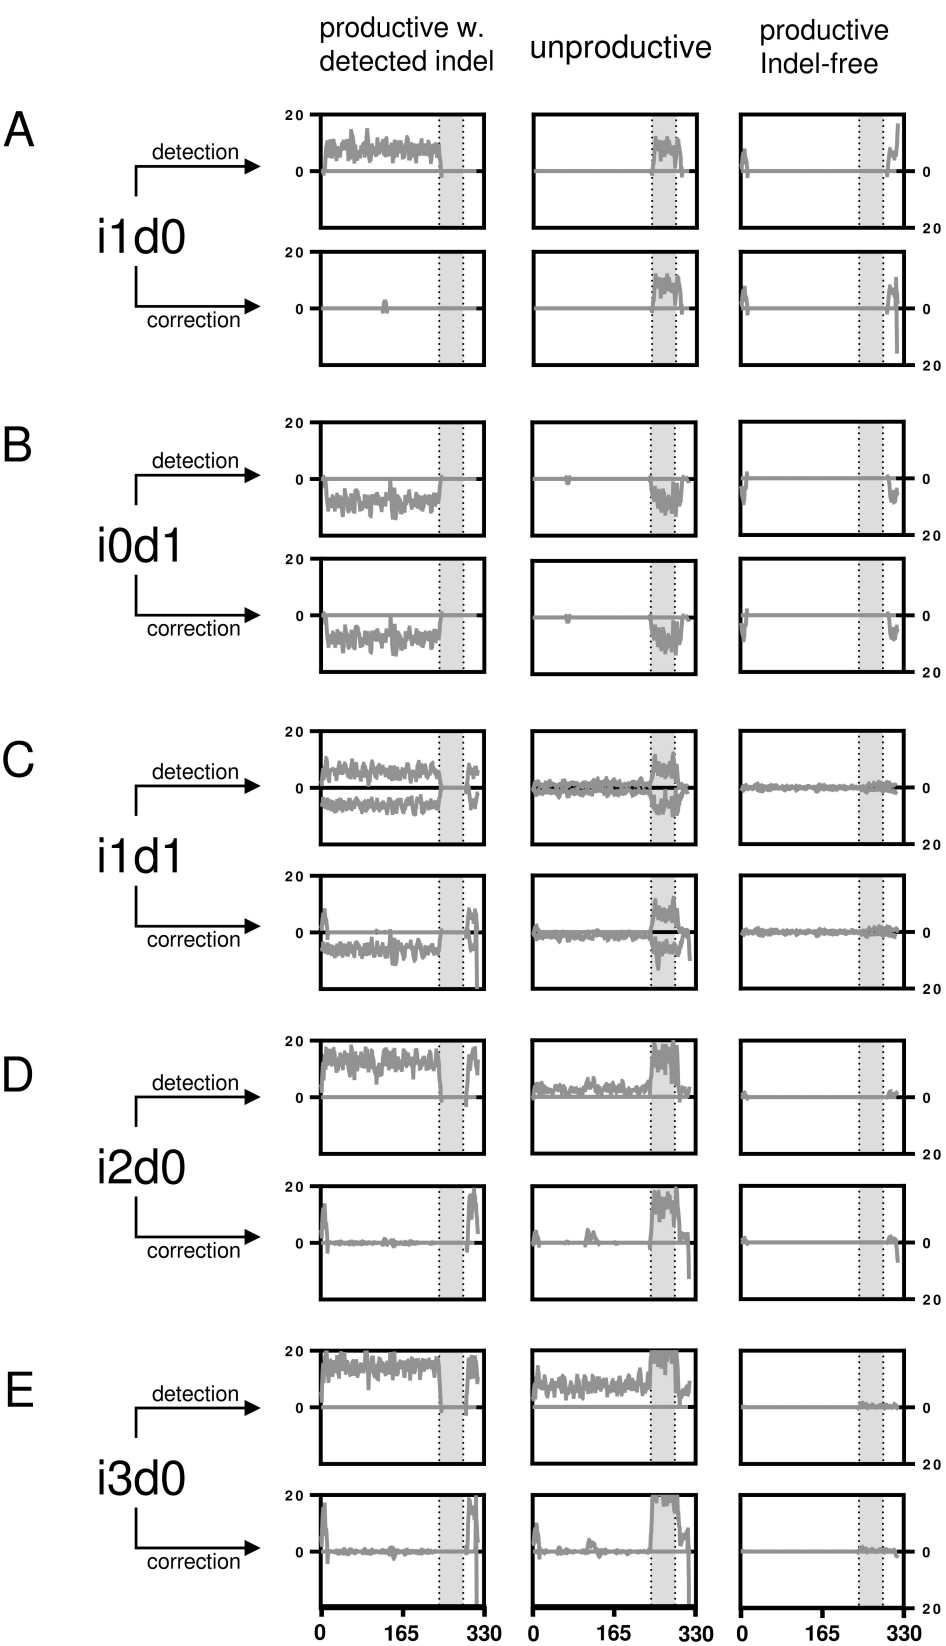 productive w.
detected indel
unproductive
productive
Indel-free
A
detection
i1d0
correction
20
0
0
20
20
0
0
20
B
detection
i0d1
correction
20
0
0
20
20
0
0
20
C
detection
i1d1
correction
20
0
0
20
20
0
0
20
D
detection
i2d0
correction
20
0
0
20
20
0
0
20
E
detection
i3d0
correction
20
0
0
20
20
0
0
20
0 165 330 0 165 330 0 165 330